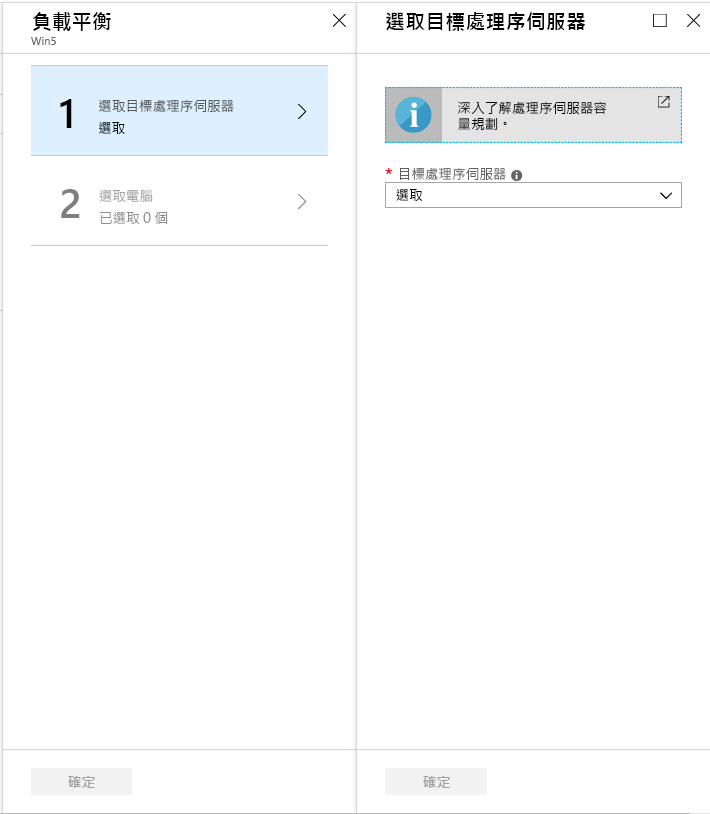 負載平衡
Win5
1
選取目標處理序伺服器
選取
2
選取電腦
已選取 0 個
確定
選取目標處理序伺服器
i
深入了解處理序伺服器容
量規劃。
* 目標處理序伺服器 i
選取
確定